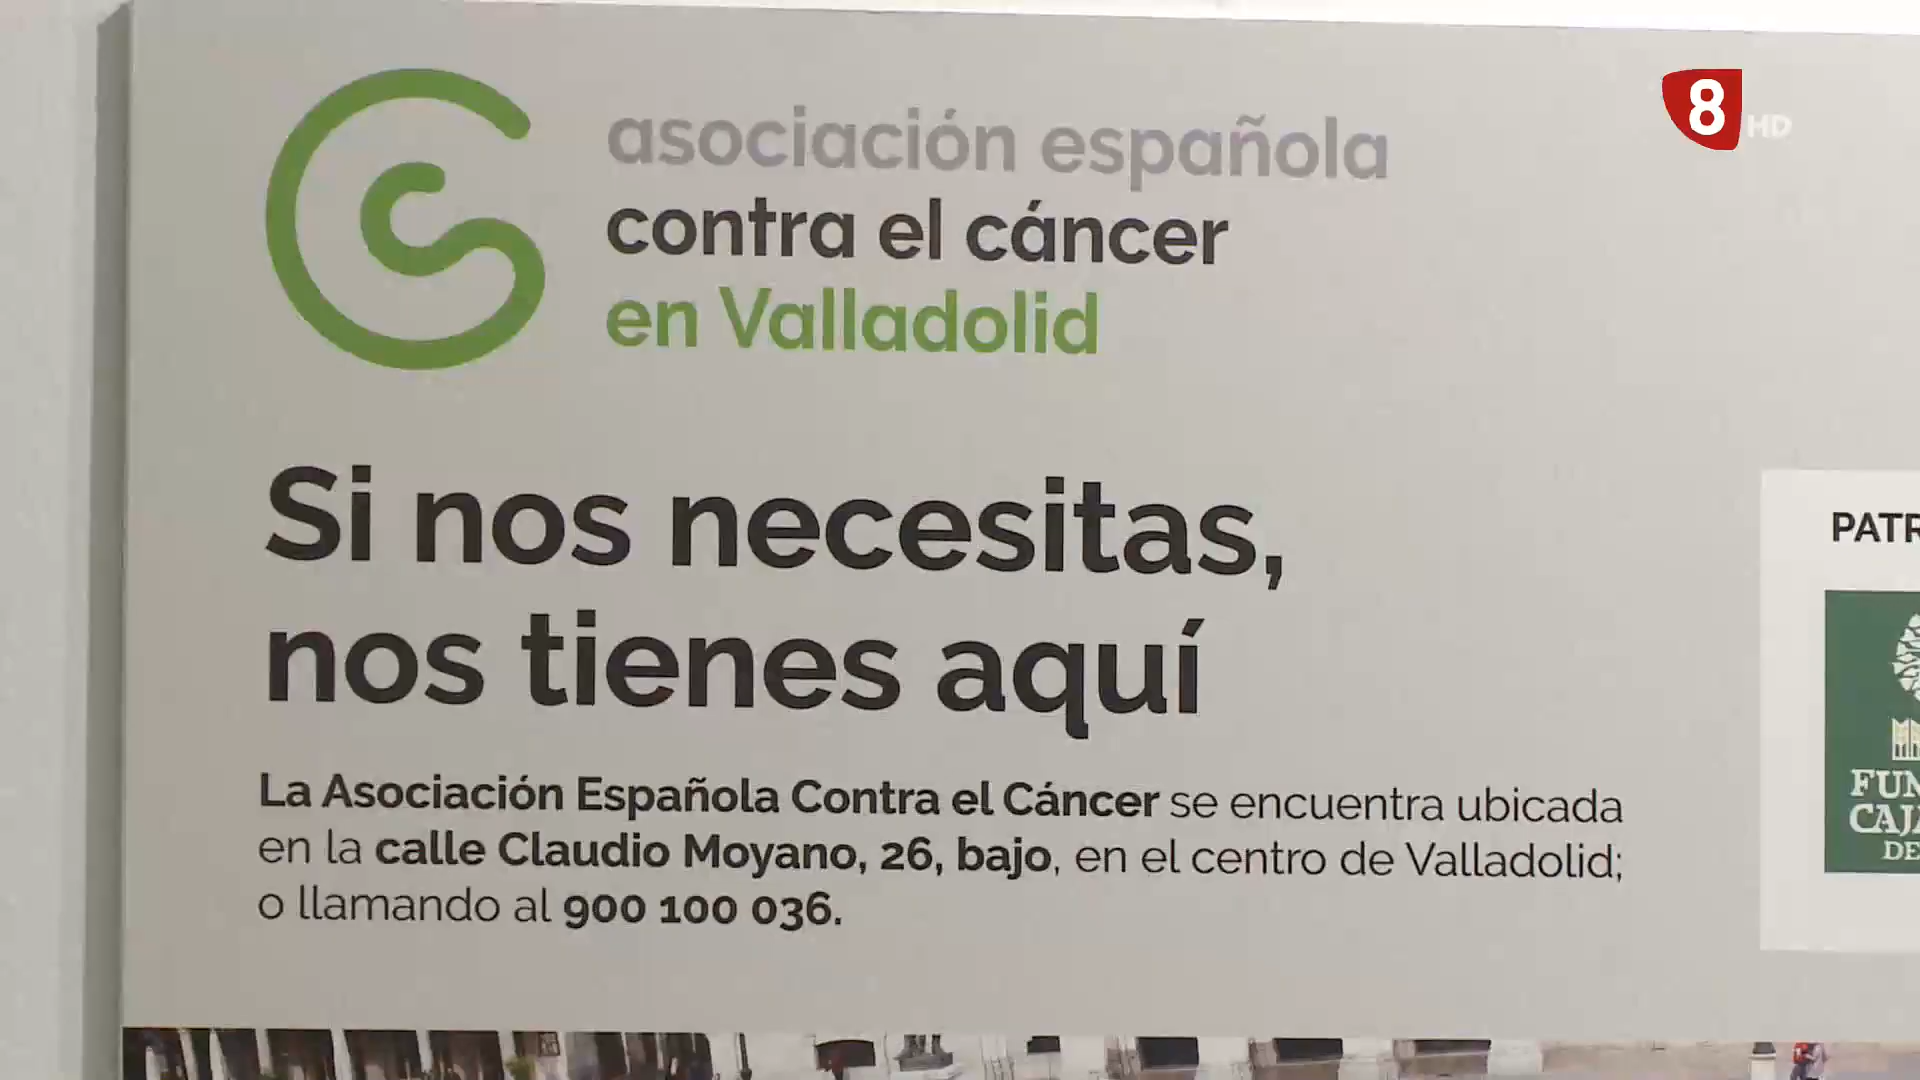 asociación española
contra el cáncer
en Valladolid
8 HD
Si nos necesitas,
nos tienes aquí
La Asociación Española Contra el Cáncer se encuentra ubicada
en la calle Claudio Moyano, 26, bajo, en el centro de Valladolid;
o llamando al 900 100 036.